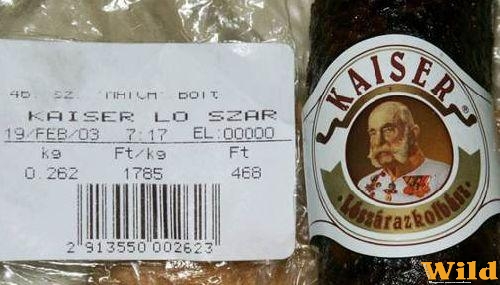 46. SZ. "MATCH" BOLT
KAISER LO SZAR
19/FEB/03 7:17 EL:00000
kg Ft/kg Ft
0.262 1785 468
2 913550 002623
KAISER
®
Lószárazkolbász
Wild